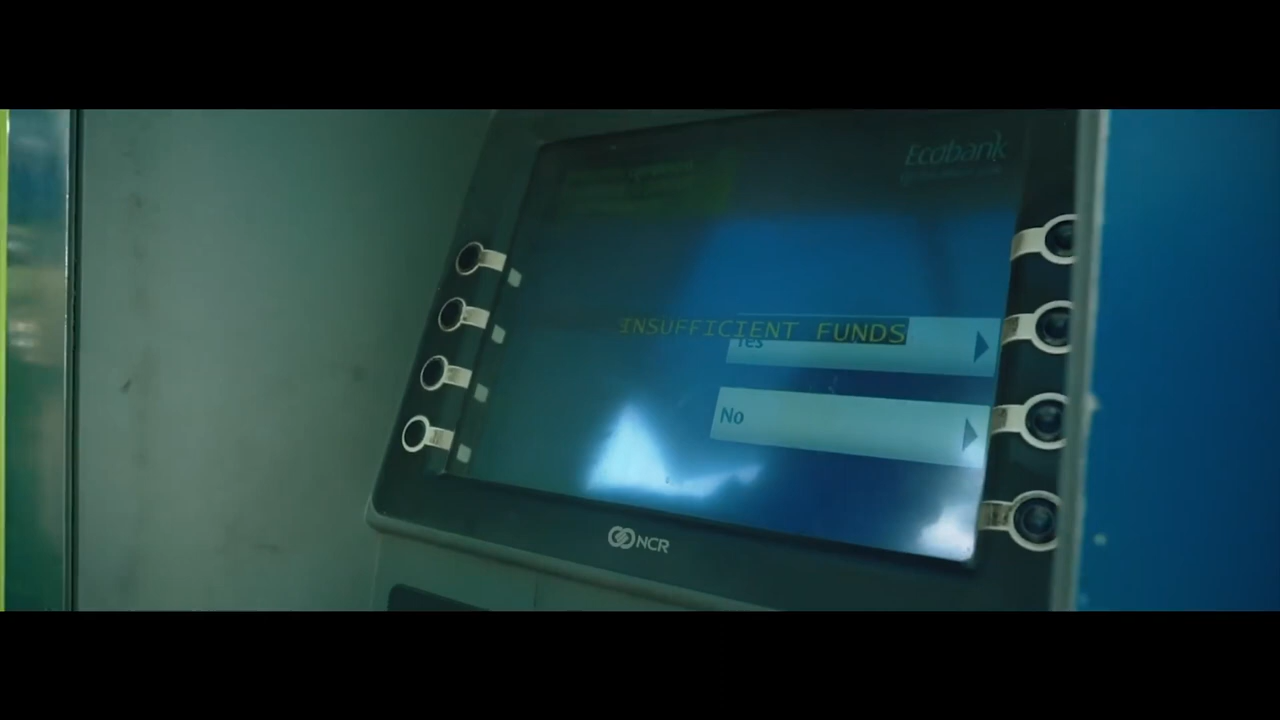 Ecobank
INSUFFICIENT FUNDS
Yes
No
NCR